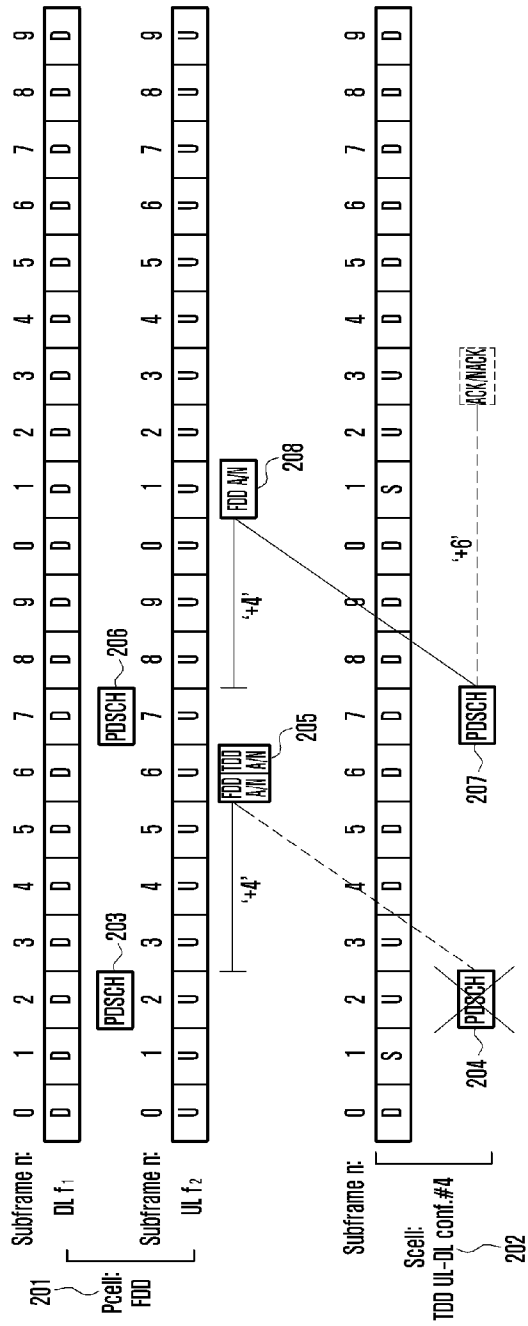 Subframe n: 0 1 2 3 4 5 6 7 8 9 0 1 2 3 4 5 6 7 8 9
DL f1 D D D D D D D D D D D D D D D D D D D D
201
Pcell:
FDD
PDSCH 203
PDSCH 206
Subframe n: 0 1 2 3 4 5 6 7 8 9 0 1 2 3 4 5 6 7 8 9
UL f2 U U U U U U U U U U U U U U U U U U U U
'+4'
FDD A/N
TDD A/N
205
'+4'
FDD A/N
208
Subframe n: 0 1 2 3 4 5 6 7 8 9 0 1 2 3 4 5 6 7 8 9
D S U U D D D D D D D S U U D D D D D D
Scell:
TDD UL-DL conf.#4
202
PDSCH
204
PDSCH
207
'+6'
ACK/NACK